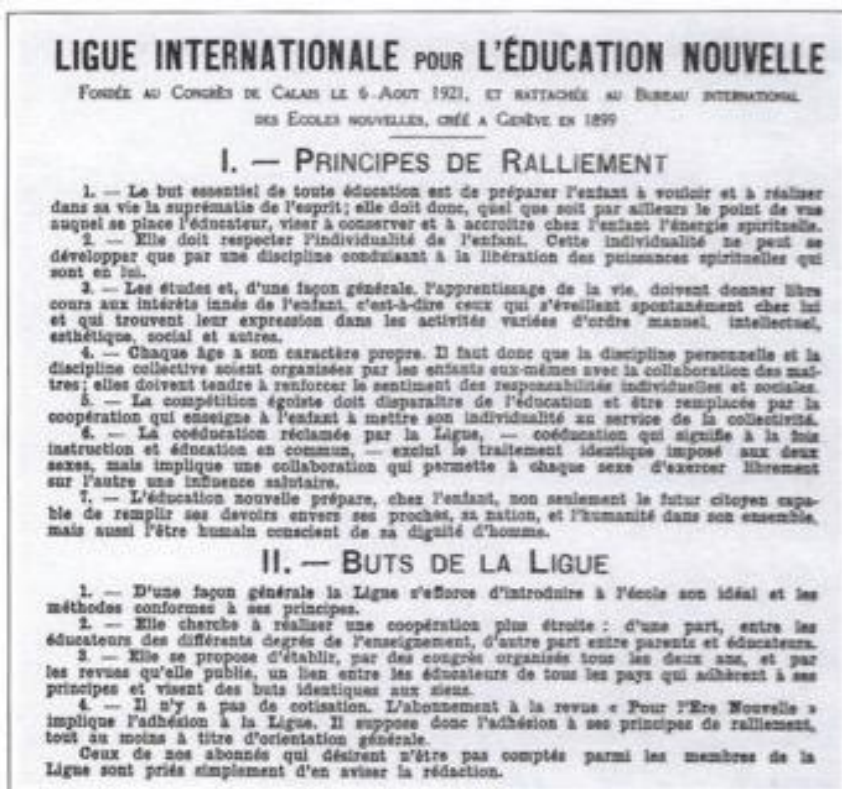 LIGUE INTERNATIONALE POUR L'ÉDUCATION NOUVELLE
FONDÉE AU CONGRÈS DE CALAIS LE 6 AOUT 1921, ET RATTACHÉE AU BUREAU INTERNATIONAL
DES ECOLES NOUVELLES, CRÉÉ A GENÈVE EN 1899
I. — PRINCIPES DE RALLIEMENT
1. — Le but essentiel de toute éducation est de préparer l'enfant à vouloir et à réaliser
dans sa vie la suprématie de l'esprit; elle doit donc, quel que soit par ailleurs le point de vue
auquel se place l'éducateur, viser à conserver et à accroître chez l'enfant l'énergie spirituelle.
2. — Elle doit respecter l'individualité de l'enfant. Cette individualité ne peut se
développer que par une discipline conduisant à la libération des puissances spirituelles qui
sont en lui.
3. — Les études et, d'une façon générale, l'apprentissage de la vie, doivent donner libre
cours aux intérêts innés de l'enfant, c'est-à-dire ceux qui s'éveillent spontanément chez lui
et qui trouvent leur expression dans les activités variées d'ordre manuel, intellectuel,
esthétique, social et autres.
4. — Chaque âge a son caractère propre. Il faut donc que la discipline personnelle et la
discipline collective soient organisées par les enfants eux-mêmes avec la collaboration des maî-
tres; elles doivent tendre à renforcer le sentiment des responsabilités individuelles et sociales.
5. — La compétition égoïste doit disparaître de l'éducation et être remplacée par la
coopération qui enseigne à l'enfant à mettre son individualité au service de la collectivité.
6. — La coéducation réclamée par la Ligue, — coéducation qui signifie à la fois
instruction et éducation en commun, — exclut le traitement identique imposé aux deux
sexes, mais implique une collaboration qui permette à chaque sexe d'exercer librement
sur l'autre une influence salutaire.
7. — L'éducation nouvelle prépare, chez l'enfant, non seulement le futur citoyen capa-
ble de remplir ses devoirs envers ses proches, sa nation, et l'humanité dans son ensemble,
mais aussi l'être humain conscient de sa dignité d'homme.
II. — BUTS DE LA LIGUE
1. — D'une façon générale la Ligue s'efforce d'introduire à l'école son idéal et les
méthodes conformes à ses principes.
2. — Elle cherche à réaliser une coopération plus étroite : d'une part, entre les
éducateurs des différents degrés de l'enseignement, d'autre part entre parents et éducateurs.
3. — Elle se propose d'établir, par des congrès organisés tous les deux ans, et par
les revues qu'elle publie, un lien entre les éducateurs de tous les pays qui adhèrent à ses
principes et visent des buts identiques aux siens.
4. — Il n'y a pas de cotisation. L'abonnement à la revue « Pour l'Ere Nouvelle »
implique l'adhésion à la Ligue. Il suppose donc l'adhésion à ses principes de ralliement,
tout au moins à titre d'orientation générale.
Ceux de nos abonnés qui désirent n'être pas comptés parmi les membres de la
Ligue sont priés simplement d'en aviser la rédaction.